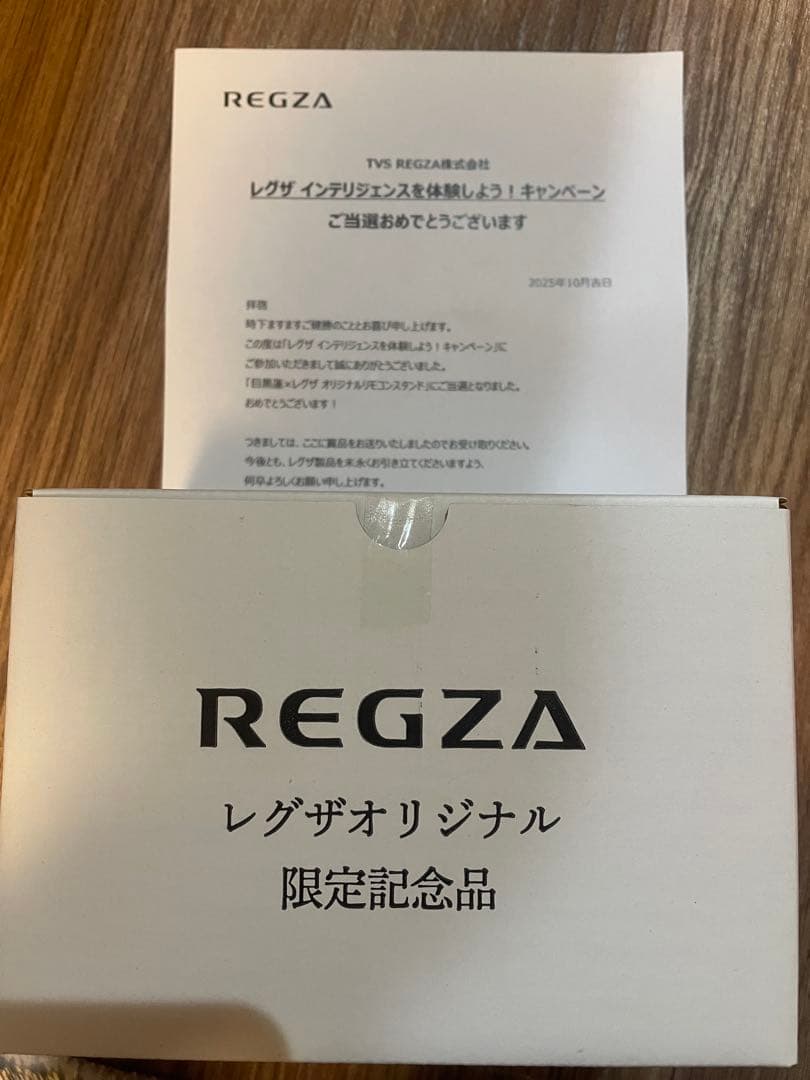 REGZA
TVS REGZA株式会社
レグザ インテリジェンスを体験しよう！キャンペーン
ご当選おめでとうございます
2025年10月吉日
拝啓
時下ますますご健勝のこととお喜び申し上げます。
この度は「レグザ インテリジェンスを体験しよう！キャンペーン」に
ご参加いただきまして誠にありがとうございました。
「目黒蓮×レグザ オリジナルリモコンスタンド」にご当選となりました。
おめでとうございます！
つきましては、ここに賞品をお送りいたしましたのでお受け取りください。
今後とも、レグザ製品を末永くお引き立てくださいますよう、
何卒よろしくお願い申し上げます。
REGZA
レグザオリジナル
限定記念品